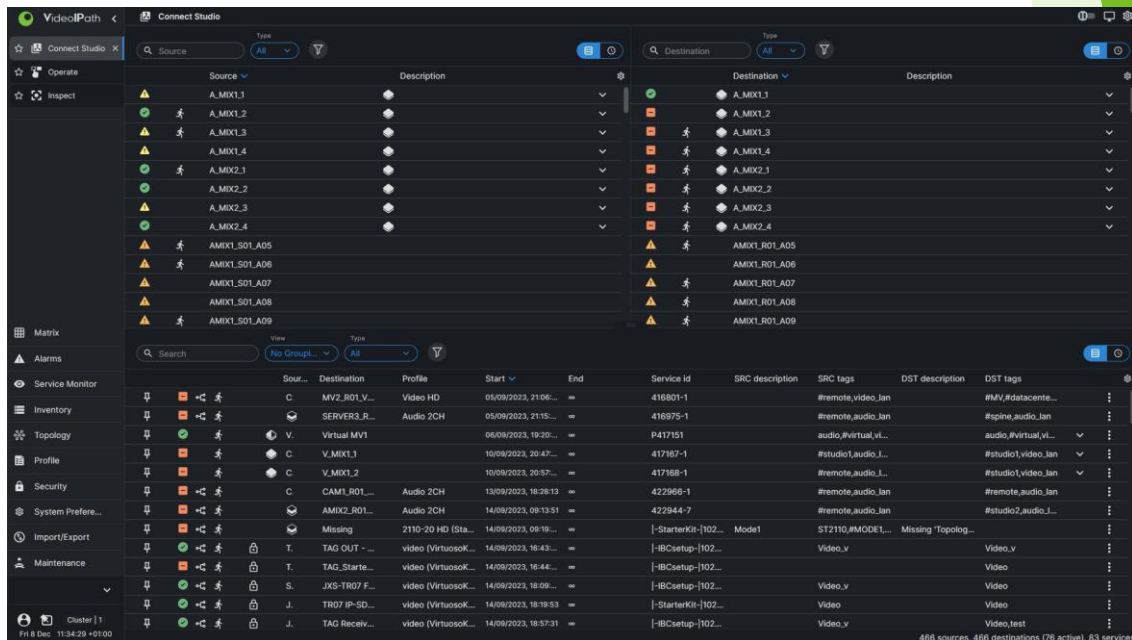 VideoIPath
Connect Studio
Connect Studio
Operate
Inspect
Source Type All
Source Description
A_MIX1_1
A_MIX1_2
A_MIX1_3
A_MIX1_4
A_MIX2_1
A_MIX2_2
A_MIX2_3
A_MIX2_4
AMIX1_S01_A05
AMIX1_S01_A06
AMIX1_S01_A07
AMIX1_S01_A08
AMIX1_S01_A09
Destination Type All
Destination Description
A_MIX1_1
A_MIX1_2
A_MIX1_3
A_MIX1_4
A_MIX2_1
A_MIX2_2
A_MIX2_3
A_MIX2_4
AMIX1_R01_A05
AMIX1_R01_A06
AMIX1_R01_A07
AMIX1_R01_A08
AMIX1_R01_A09
Matrix
Alarms
Service Monitor
Inventory
Topology
Profile
Security
System Prefere...
Import/Export
Maintenance
Cluster | 1
Fri 8 Dec 11:34:29 +01:00
Search View No Groupi... Type All
Sour... Destination Profile Start End Service id SRC description SRC tags DST description DST tags
C. MV2_R01_V... Video HD 05/09/2023, 21:06:... ∞ 416801-1 #remote,video_lan #MV,#datacente...
SERVER3_R... Audio 2CH 05/09/2023, 21:15:... ∞ 416975-1 #remote,audio_lan #spine,audio_lan
V. Virtual MV1 06/09/2023, 19:20:... ∞ P417151 audio,#virtual,vi... audio,#virtual,vi...
C. V_MIX1_1 10/09/2023, 20:47:... ∞ 417167-1 #studio1,audio_l... #studio1,video_lan
C. V_MIX1_2 10/09/2023, 20:57:... ∞ 417168-1 #remote,audio_l... #studio1,video_lan
C. CAM1_R01_... Audio 2CH 13/09/2023, 18:28:13 ∞ 422966-1 #remote,audio_lan #remote,audio_lan
AMIX2_R01... Audio 2CH 14/09/2023, 09:13:51 ∞ 422944-7 #remote,audio_lan #studio2,audio_l...
Missing 2110-20 HD (Sta... 14/09/2023, 09:19:... ∞ |-StarterKit-|102... Mode1 ST2110,#MODE1,... Missing 'Topolog...
T. TAG OUT - ... video (VirtuosoK... 14/09/2023, 16:43:... ∞ |-IBCsetup-|102... Video_v Video_v
T. TAG_Starte... video (VirtuosoK... 14/09/2023, 16:44:... ∞ |-IBCsetup-|102... Video
S. JXS-TR07 F... video (VirtuosoK... 14/09/2023, 18:09:... ∞ |-IBCsetup-|102... Video_v Video
J. TR07 IP-SD... video (VirtuosoK... 14/09/2023, 18:19:53 ∞ |-StarterKit-|102... Video Video
J. TAG Receiv... video (VirtuosoK... 14/09/2023, 18:57:31 ∞ |-IBCsetup-|102... Video_v Video,test
466 sources, 466 destinations (76 active), 83 service